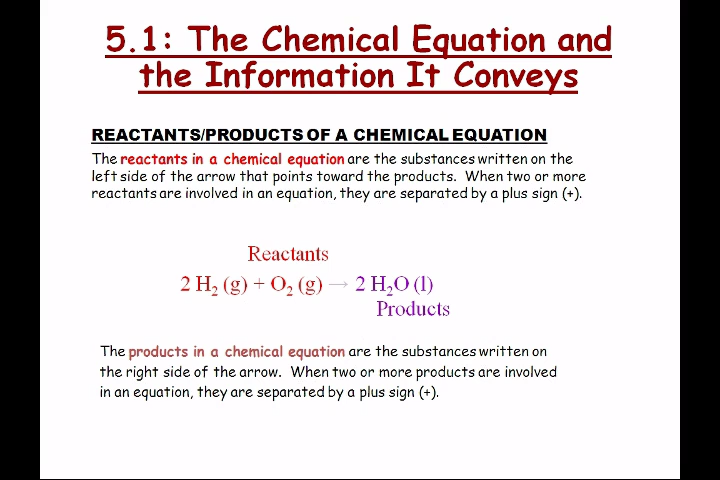 5.1: The Chemical Equation and
the Information It Conveys
REACTANTS/PRODUCTS OF A CHEMICAL EQUATION
The reactants in a chemical equation are the substances written on the
left side of the arrow that points toward the products. When two or more
reactants are involved in an equation, they are separated by a plus sign (+).
Reactants
2 H₂ (g) + O₂ (g) → 2 H₂O (l)
Products
The products in a chemical equation are the substances written on
the right side of the arrow. When two or more products are involved
in an equation, they are separated by a plus sign (+).